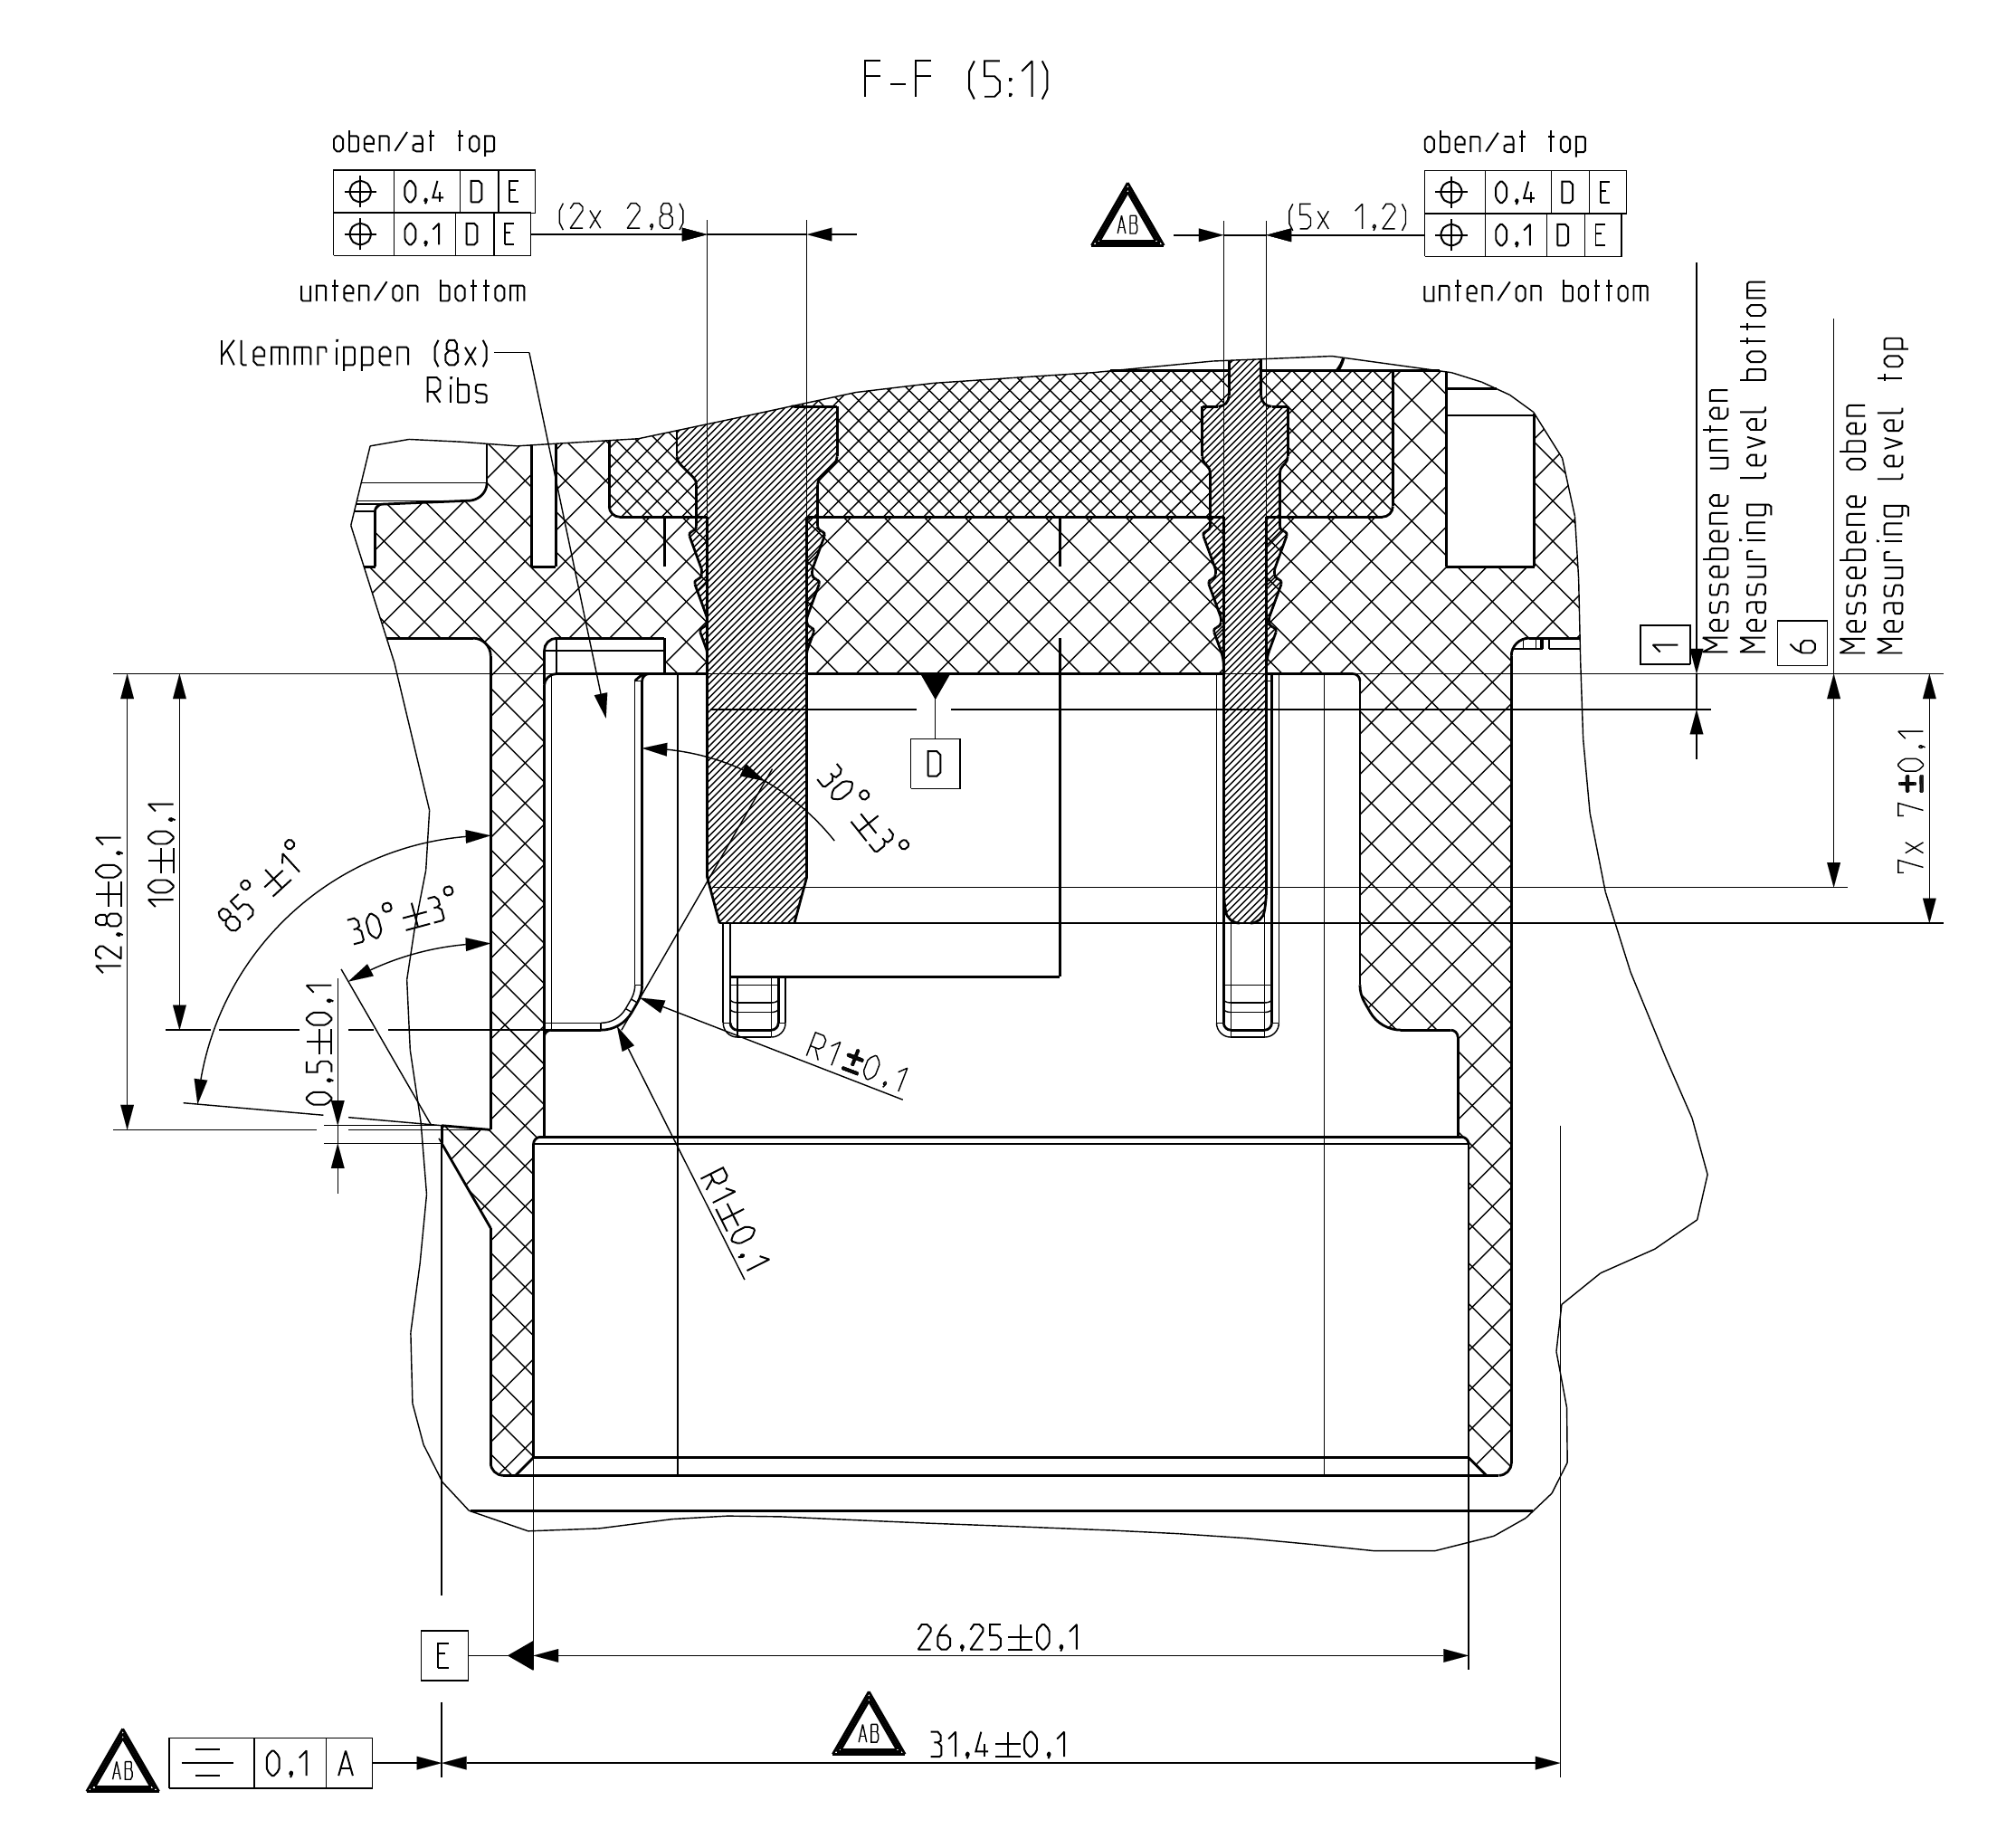 F-F (5:1)
oben/at top
⌖ 0,4 D E
⌖ 0,1 D E
unten/on bottom
(2x 2,8)
AB
(5x 1,2)
oben/at top
⌖ 0,4 D E
⌖ 0,1 D E
unten/on bottom
Klemmrippen (8x)
Ribs
1
Messebene unten
Measuring level bottom
6
Messebene oben
Measuring level top
7x 7±0,1
D
30°±3°
12,8±0,1
10±0,1
85°±1°
30°±3°
0,5±0,1
R1±0,1
R1±0,1
E
26,25±0,1
AB
⌯ 0,1 A
AB
31,4±0,1